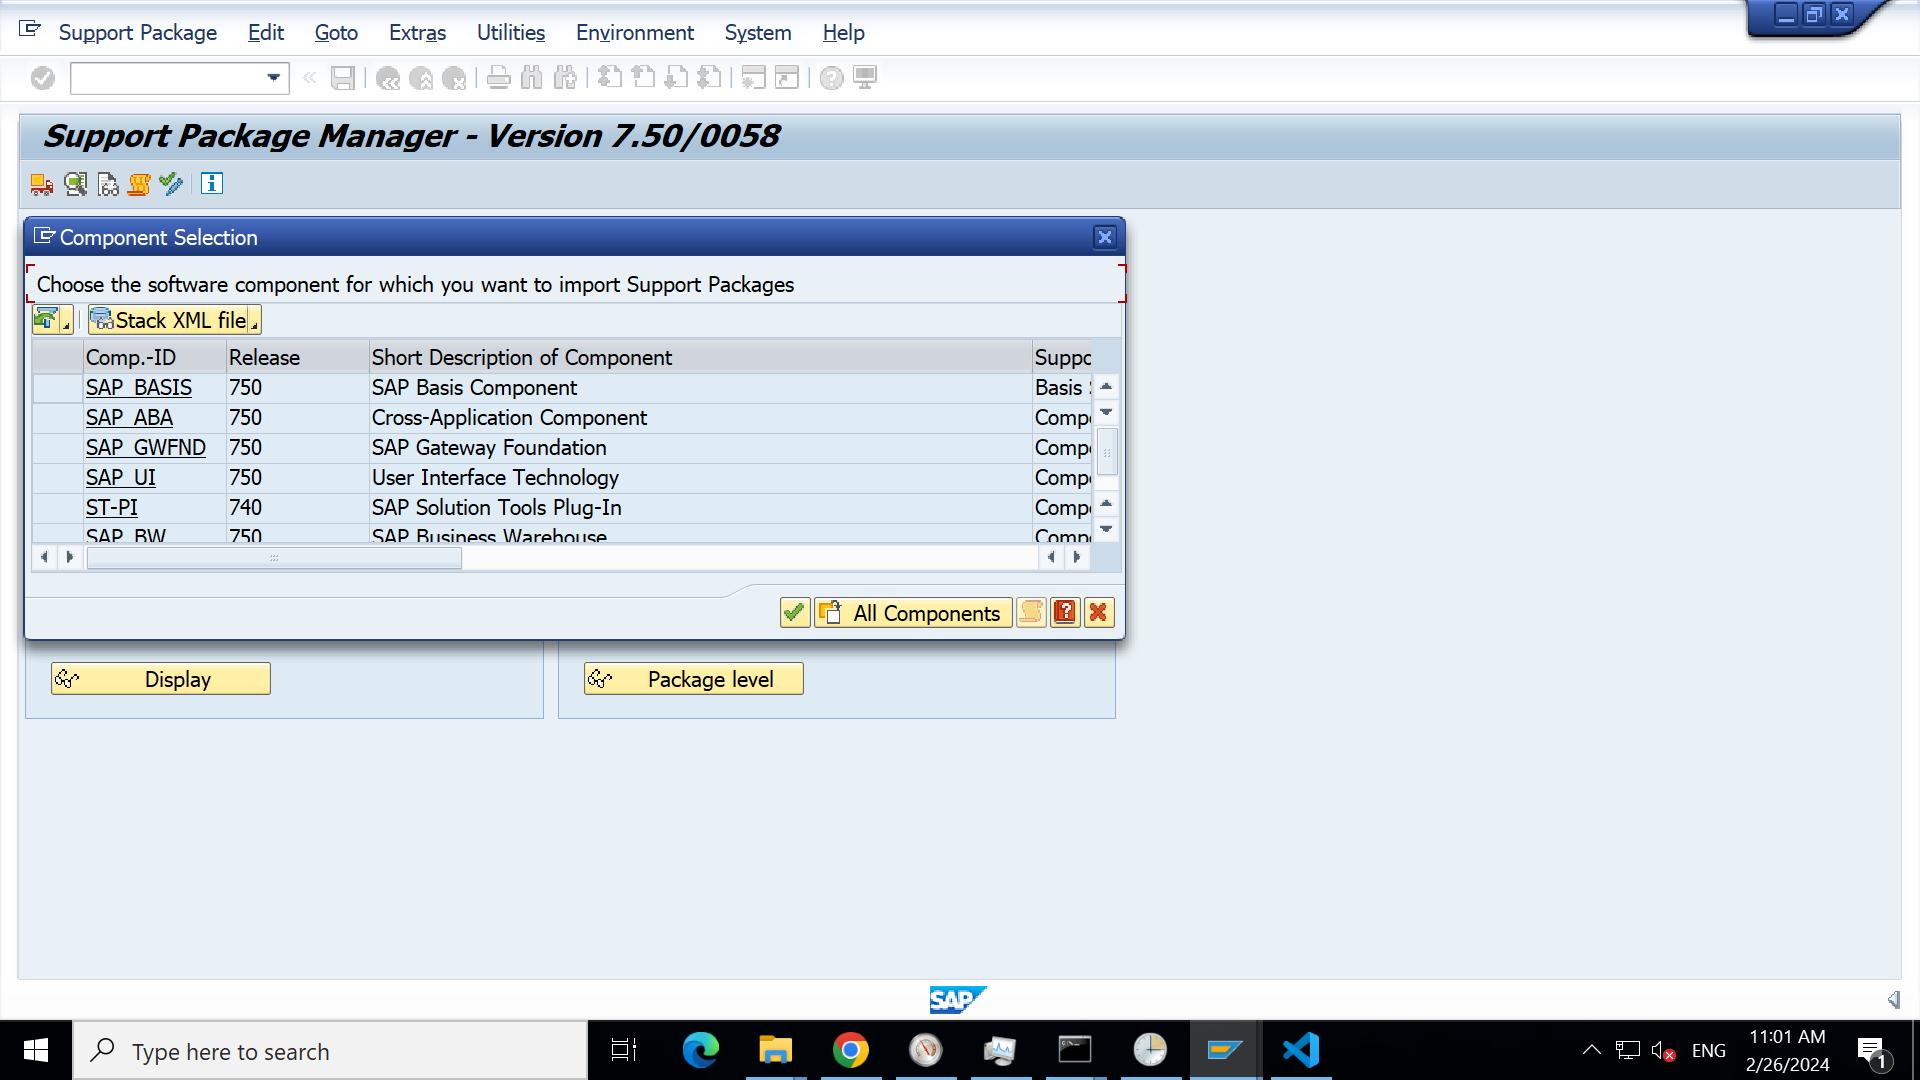 Support Package Edit Goto Extras Utilities Environment System Help
Support Package Manager - Version 7.50/0058
Component Selection
Choose the software component for which you want to import Support Packages
Stack XML file
Comp.-ID Release Short Description of Component Suppo
SAP_BASIS 750 SAP Basis Component Basis
SAP_ABA 750 Cross-Application Component Comp
SAP_GWFND 750 SAP Gateway Foundation Comp
SAP_UI 750 User Interface Technology Comp
ST-PI 740 SAP Solution Tools Plug-In Comp
SAP_BW 750 SAP Business Warehouse Comp
All Components
Display Package level
SAP
Type here to search
ENG
11:01 AM
2/26/2024
1